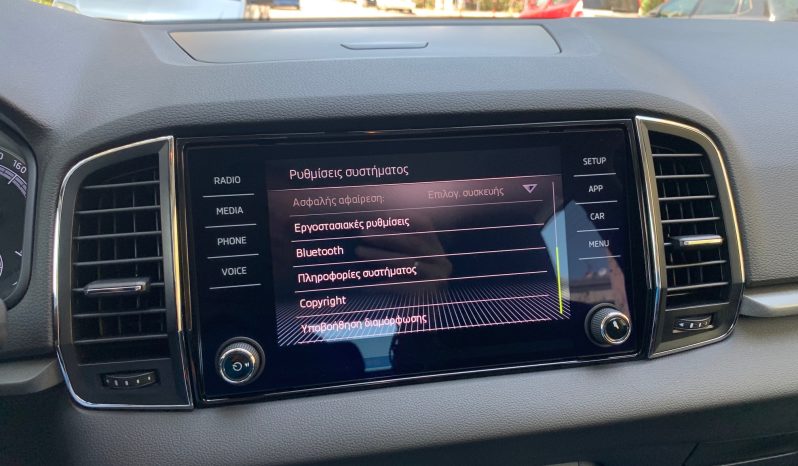 160
RADIO
MEDIA
PHONE
VOICE
Ρυθμίσεις συστήματος
Ασφαλής αφαίρεση: Επιλογ. συσκευής
Εργοστασιακές ρυθμίσεις
Bluetooth
Πληροφορίες συστήματος
Copyright
Υποβοήθηση διαμόρφωσης
SETUP
APP
CAR
MENU